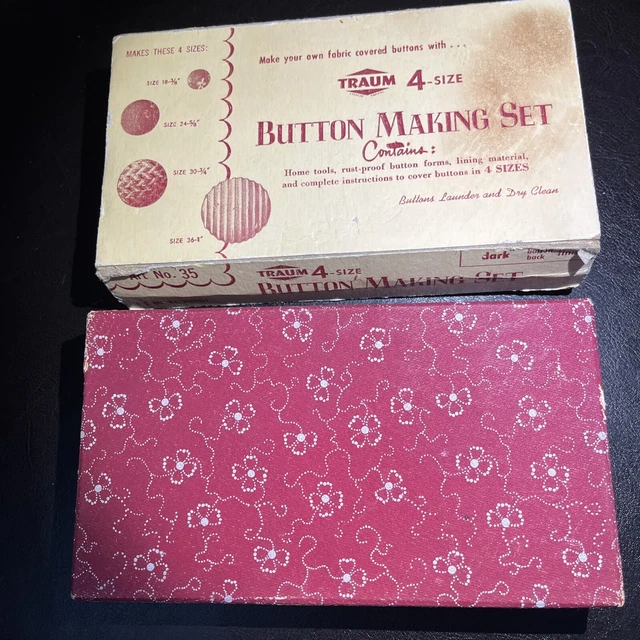 MAKES THESE 4 SIZES:
SIZE 18-⅜"
SIZE 24-⅝"
SIZE 30-¾"
SIZE 36-1"
Make your own fabric covered buttons with...
TRAUM 4-SIZE
BUTTON MAKING SET
Contains:
Home tools, rust-proof button forms, lining material,
and complete instructions to cover buttons in 4 SIZES
Buttons Launder and Dry Clean
Art No. 35
TRAUM 4-SIZE
BUTTON MAKING SET
dark
back